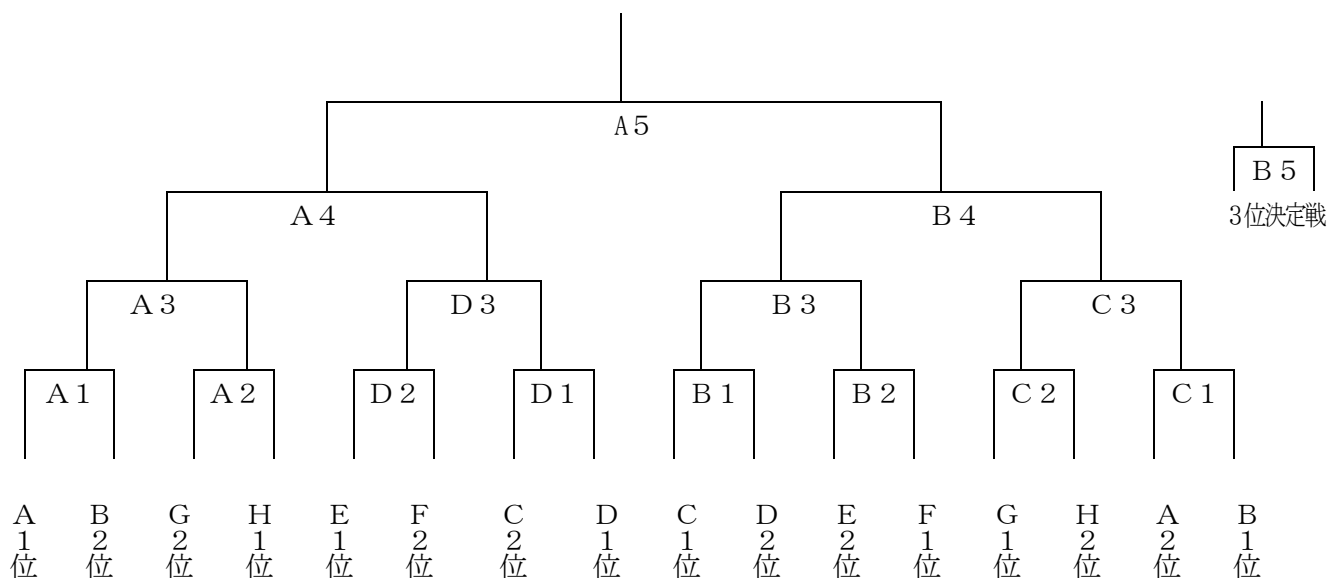 Ａ５
Ｂ５
３位決定戦
Ａ４
Ｂ４
Ａ３
Ｄ３
Ｂ３
Ｃ３
Ａ１
Ａ２
Ｄ２
Ｄ１
Ｂ１
Ｂ２
Ｃ２
Ｃ１
Ａ１位
Ｂ２位
Ｇ２位
Ｈ１位
Ｅ１位
Ｆ２位
Ｃ２位
Ｄ１位
Ｃ１位
Ｄ２位
Ｅ２位
Ｆ１位
Ｇ１位
Ｈ２位
Ａ２位
Ｂ１位